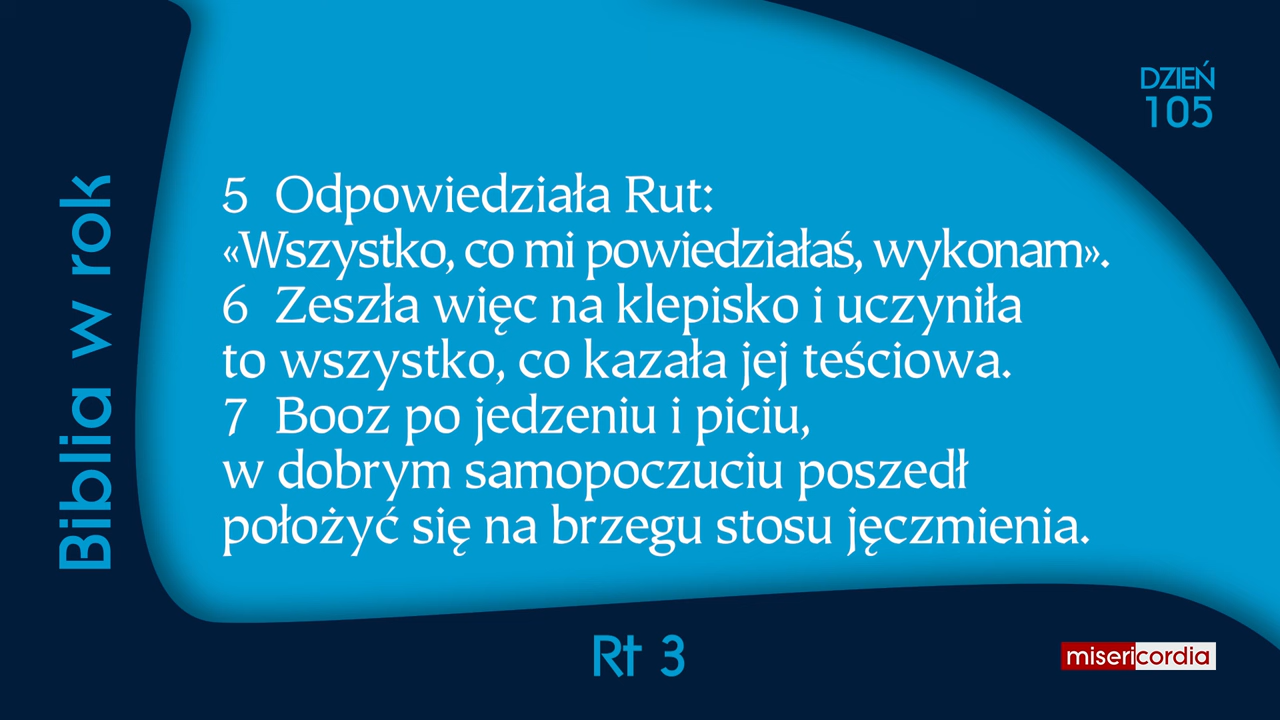 DZIEŃ
105
Biblia w rok
5 Odpowiedziała Rut:
«Wszystko, co mi powiedziałaś, wykonam».
6 Zeszła więc na klepisko i uczyniła
to wszystko, co kazała jej teściowa.
7 Booz po jedzeniu i piciu,
w dobrym samopoczuciu poszedł
położyć się na brzegu stosu jęczmienia.
Rt 3
misericordia